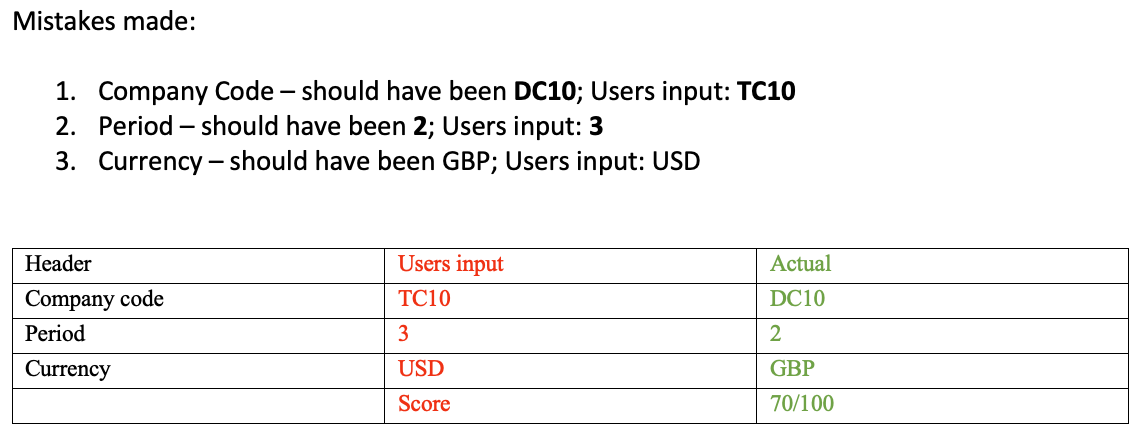 Mistakes made:
1. Company Code – should have been DC10; Users input: TC10
2. Period – should have been 2; Users input: 3
3. Currency – should have been GBP; Users input: USD
Header Users input Actual
Company code TC10 DC10
Period 3 2
Currency USD GBP
Score 70/100